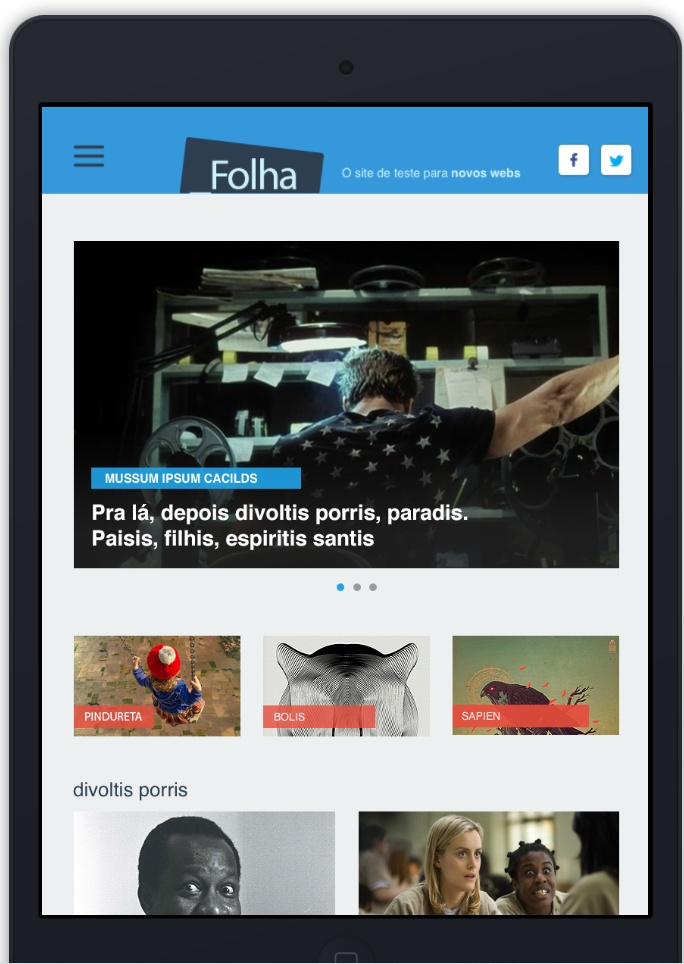 Folha
O site de teste para novos webs
MUSSUM IPSUM CACILDS
Pra lá, depois divoltis porris, paradis.
Paisis, filhis, espiritis santis
PINDURETA
BOLIS
SAPIEN
divoltis porris